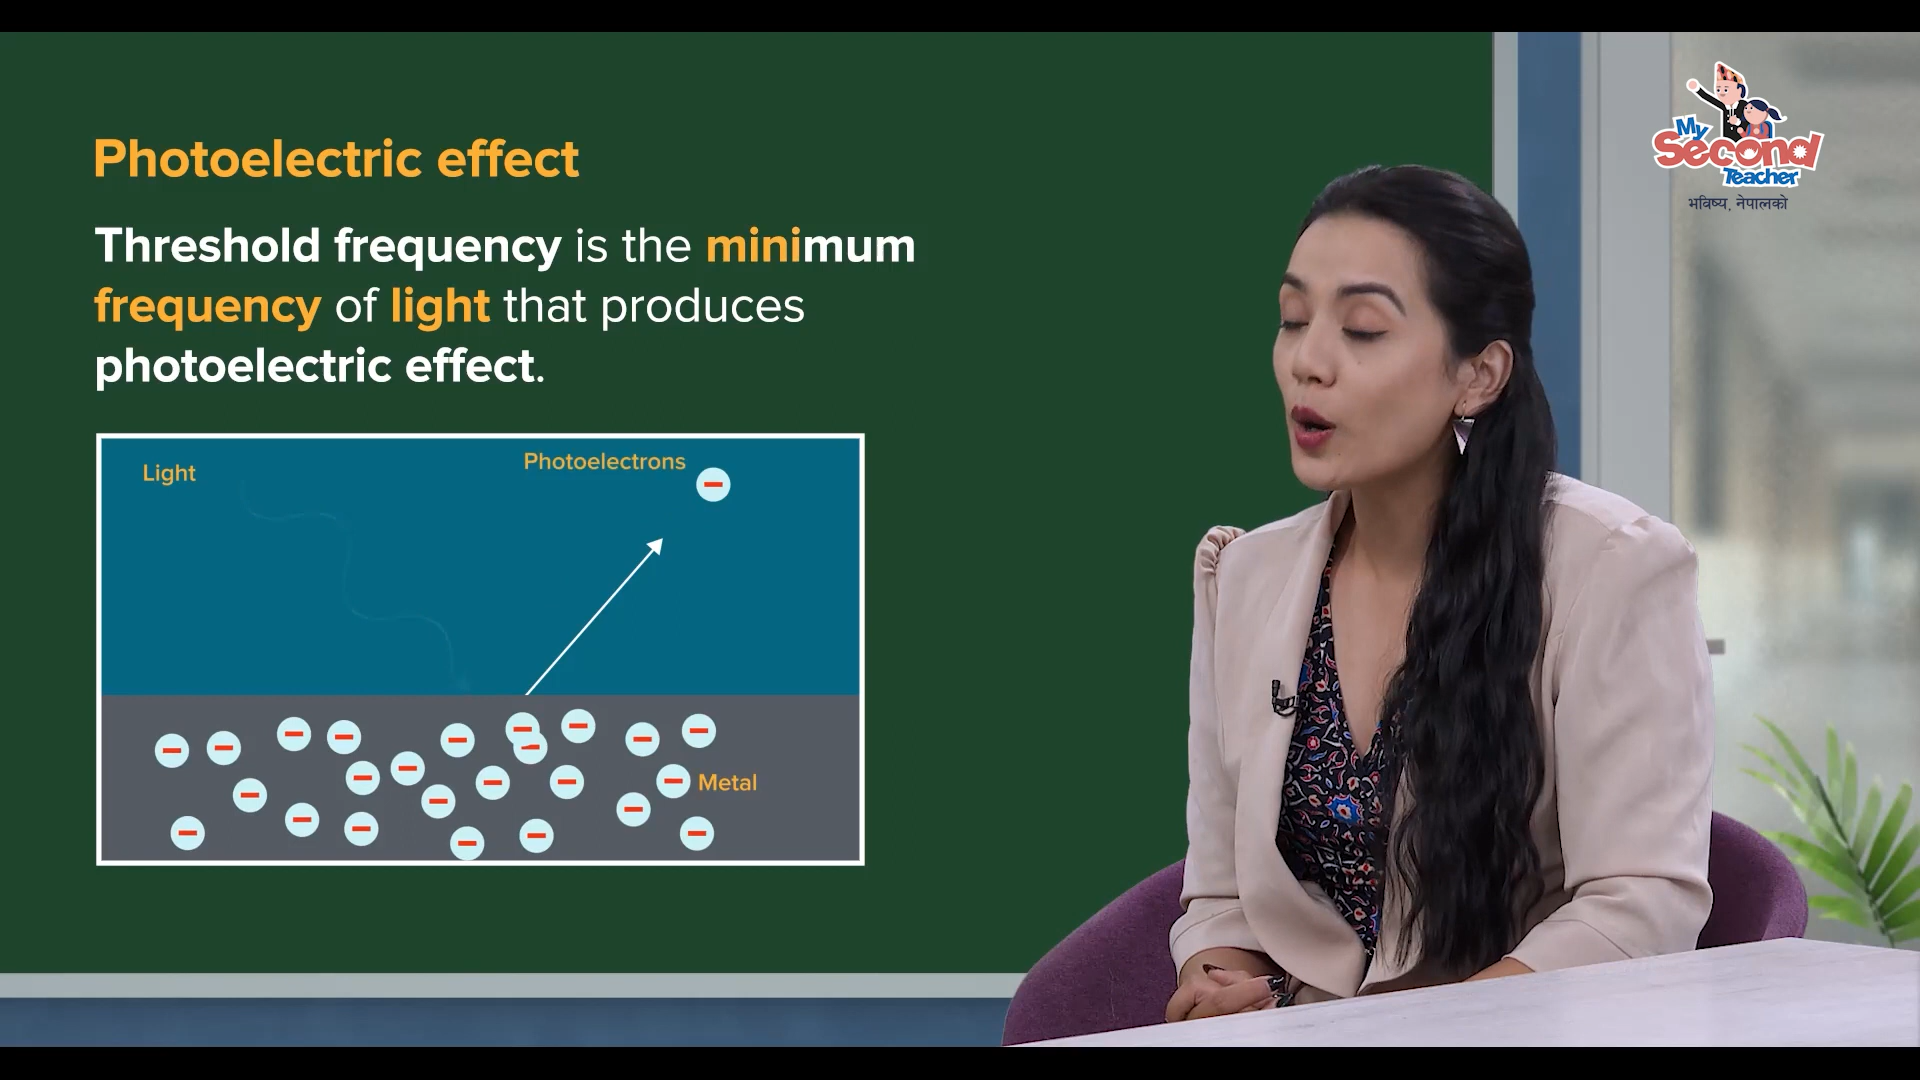 Photoelectric effect
Threshold frequency is the minimum
frequency of light that produces
photoelectric effect.
Light
Photoelectrons
Metal
My
Second
Teacher
भविष्य, नेपालको